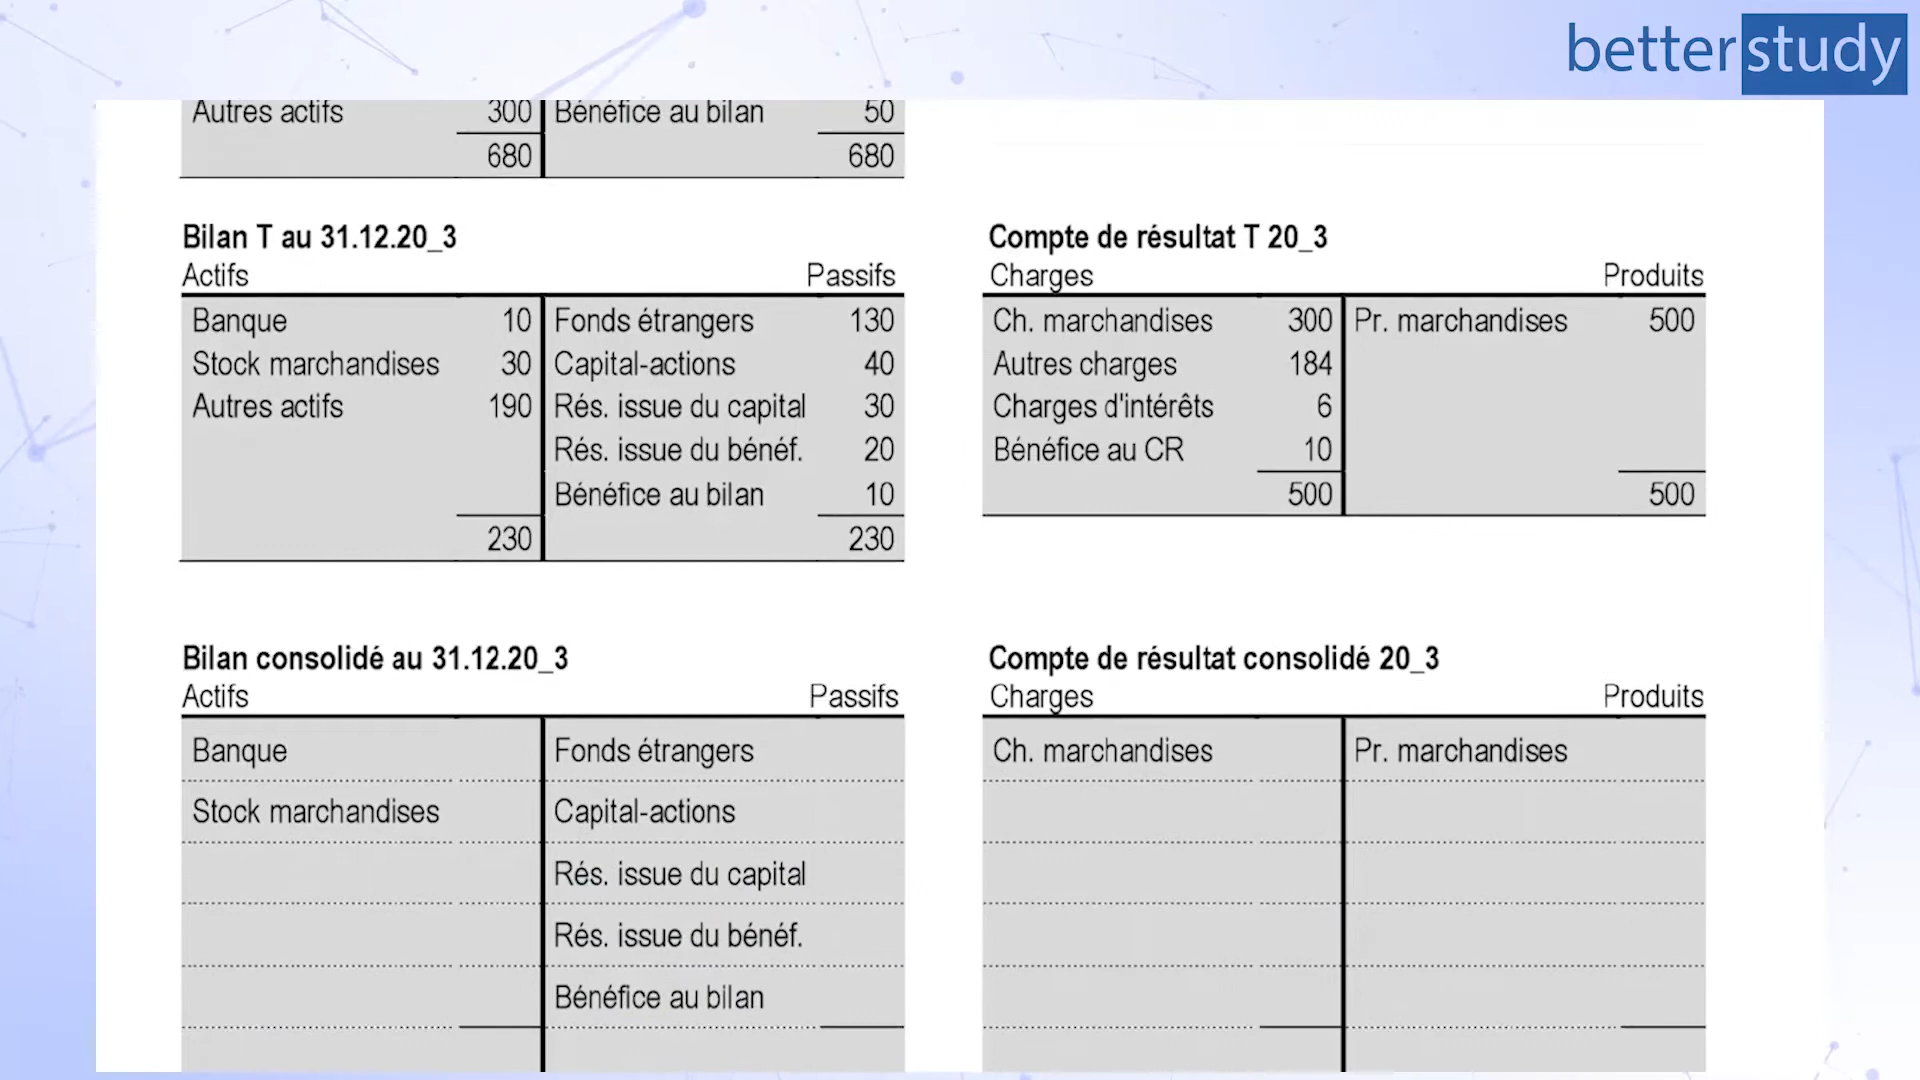 betterstudy
Autres actifs 300 Bénéfice au bilan 50
680 680
Bilan T au 31.12.20_3
Actifs Passifs
Banque 10 Fonds étrangers 130
Stock marchandises 30 Capital-actions 40
Autres actifs 190 Rés. issue du capital 30
Rés. issue du bénéf. 20
Bénéfice au bilan 10
230 230
Compte de résultat T 20_3
Charges Produits
Ch. marchandises 300 Pr. marchandises 500
Autres charges 184
Charges d'intérêts 6
Bénéfice au CR 10
500 500
Bilan consolidé au 31.12.20_3
Actifs Passifs
Banque Fonds étrangers
Stock marchandises Capital-actions
Rés. issue du capital
Rés. issue du bénéf.
Bénéfice au bilan
Compte de résultat consolidé 20_3
Charges Produits
Ch. marchandises Pr. marchandises